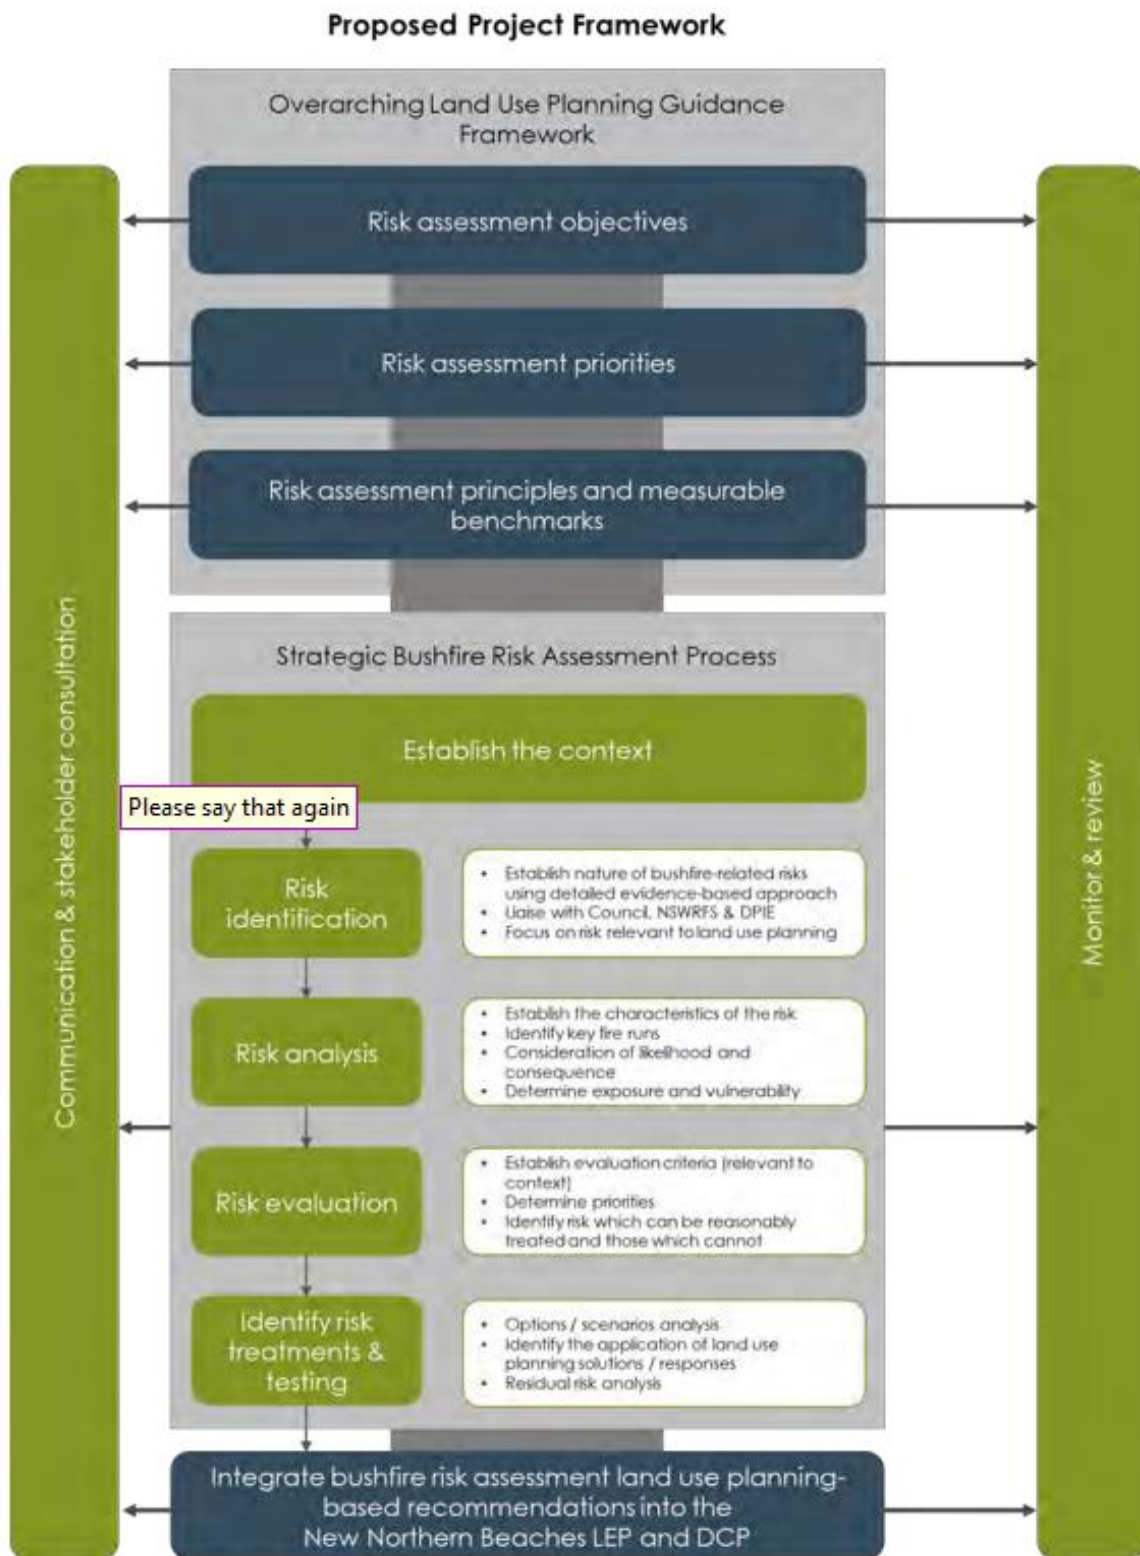 Proposed Project Framework
Overarching Land Use Planning Guidance
Framework
Risk assessment objectives
Risk assessment priorities
Risk assessment principles and measurable
benchmarks
Communication & stakeholder consultation
Monitor & review
Strategic Bushfire Risk Assessment Process
Establish the context
Please say that again
Risk
identification
• Establish nature of bushfire-related risks
using detailed evidence-based approach
• Liaise with Council, NSWRFS & DPIE
• Focus on risk relevant to land use planning
Risk analysis
• Establish the characteristics of the risk
• Identify key fire runs
• Consideration of likelihood and
consequence
• Determine exposure and vulnerability
Risk evaluation
• Establish evaluation criteria (relevant to
context)
• Determine priorities
• Identify risk which can be reasonably
treated and those which cannot
Identify risk
treatments &
testing
• Options / scenarios analysis
• Identify the application of land use
planning solutions / responses
• Residual risk analysis
Integrate bushfire risk assessment land use planning-
based recommendations into the
New Northern Beaches LEP and DCP